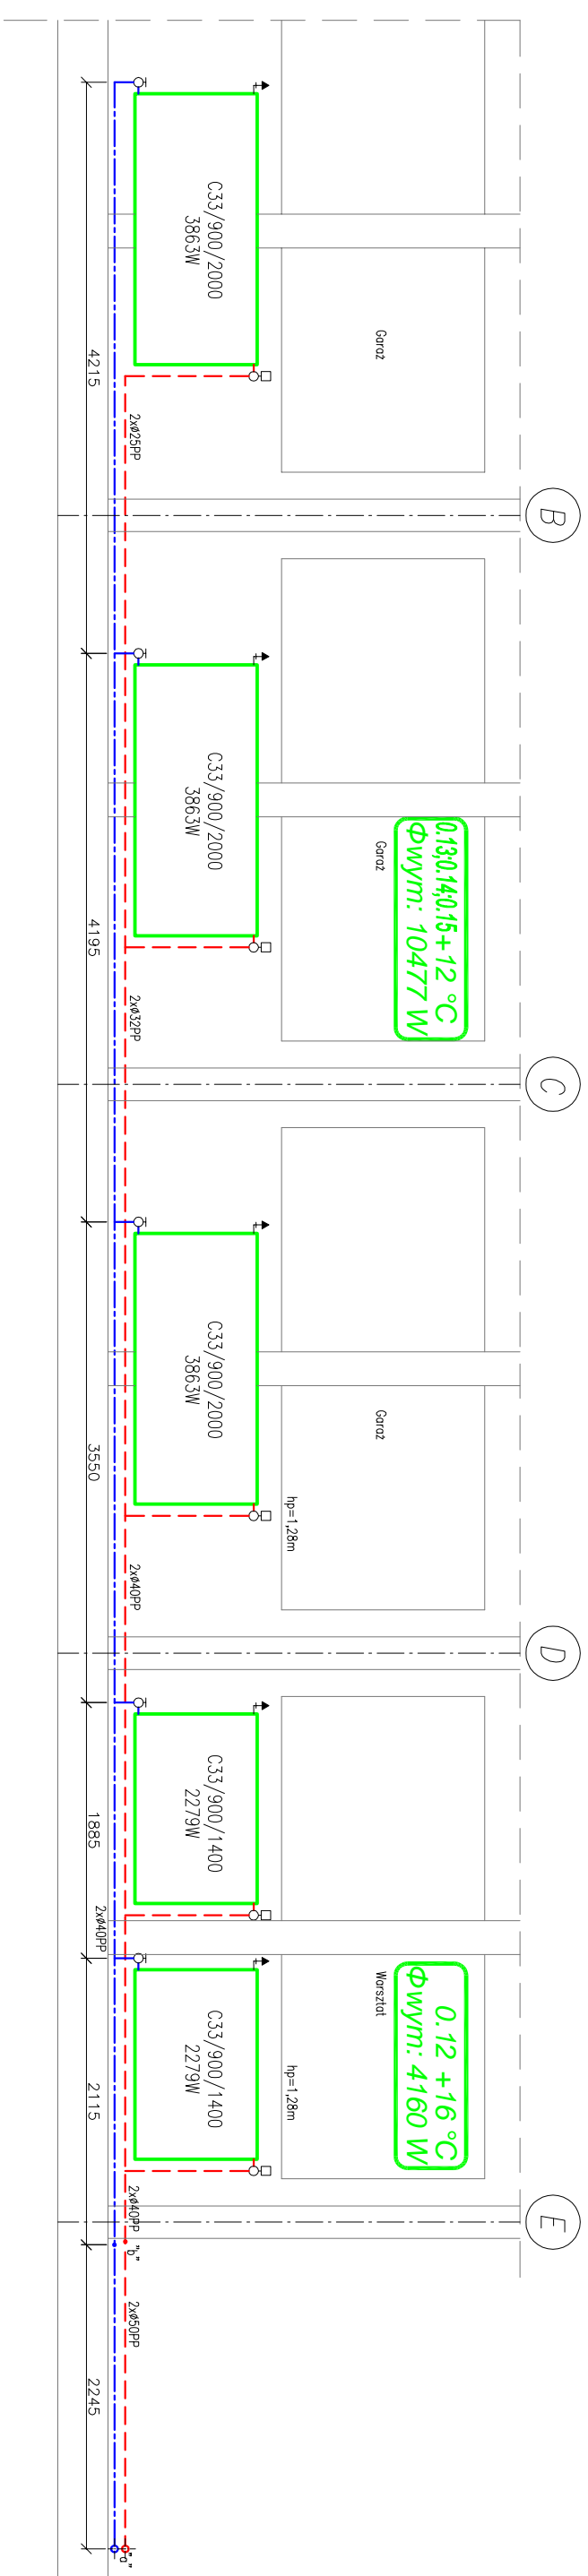 B
C
D
E
Garaż
Garaż
Garaż
Warsztat
0.13;0.14;0.15+12 °C
Φwym: 10477 W
0.12 +16 °C
Φwym: 4160 W
hp=1,28m
hp=1,28m
C33/900/2000
3863W
C33/900/2000
3863W
C33/900/2000
3863W
C33/900/1400
2279W
C33/900/1400
2279W
2xø25PP
2xø32PP
2xø40PP
2xø40PP
2xø40PP
"b"
2xø50PP
"a"
4215
4195
3550
1885
2115
2245